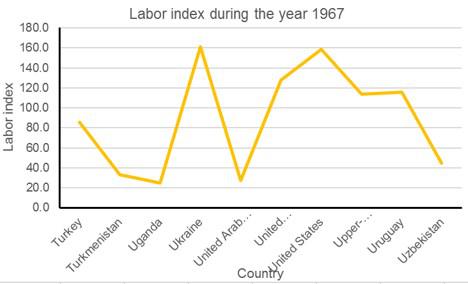 Labor index during the year 1967
180.0
160.0
140.0
120.0
100.0
80.0
60.0
40.0
20.0
0.0
Labor index
Turkey
Turkmenistan
Uganda
Ukraine
United Arab...
United...
United States
Upper-...
Uruguay
Uzbekistan
Country